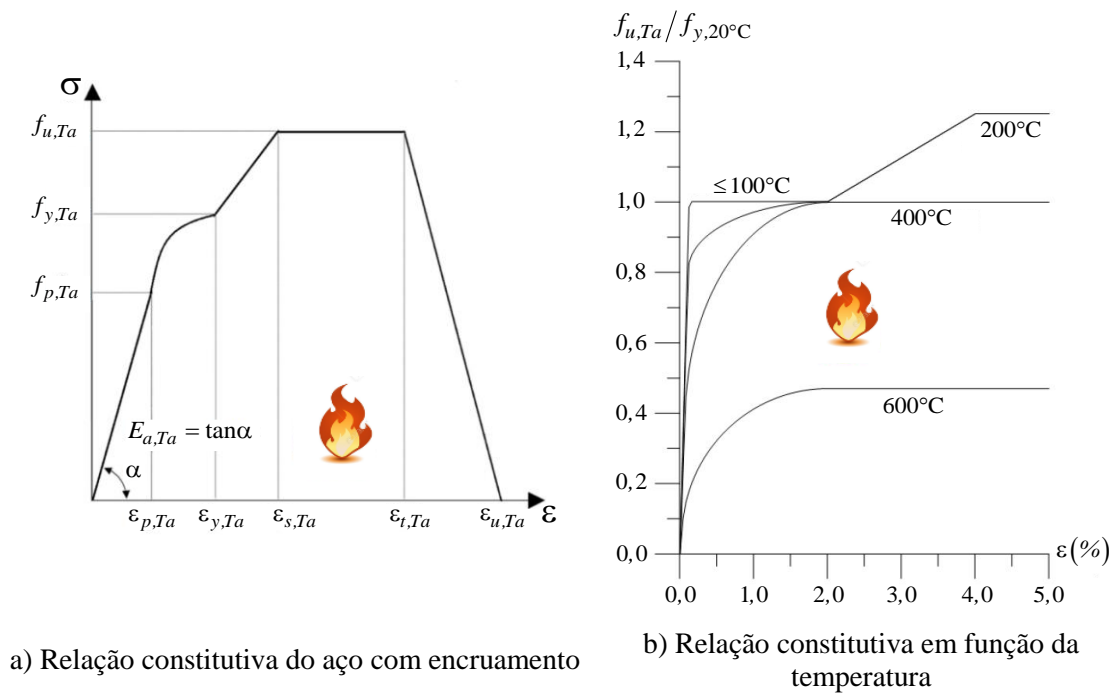 σ
f_{u,Ta}
f_{y,Ta}
f_{p,Ta}
E_{a,Ta} = tanα
α
ε_{p,Ta} ε_{y,Ta} ε_{s,Ta} ε_{t,Ta} ε_{u,Ta} ε
a) Relação constitutiva do aço com encruamento
f_{u,Ta}/f_{y,20°C}
1,4
1,2
1,0
0,8
0,6
0,4
0,2
0,0
200°C
≤100°C
400°C
600°C
ε(%)
0,0 1,0 2,0 3,0 4,0 5,0
b) Relação constitutiva em função da
temperatura